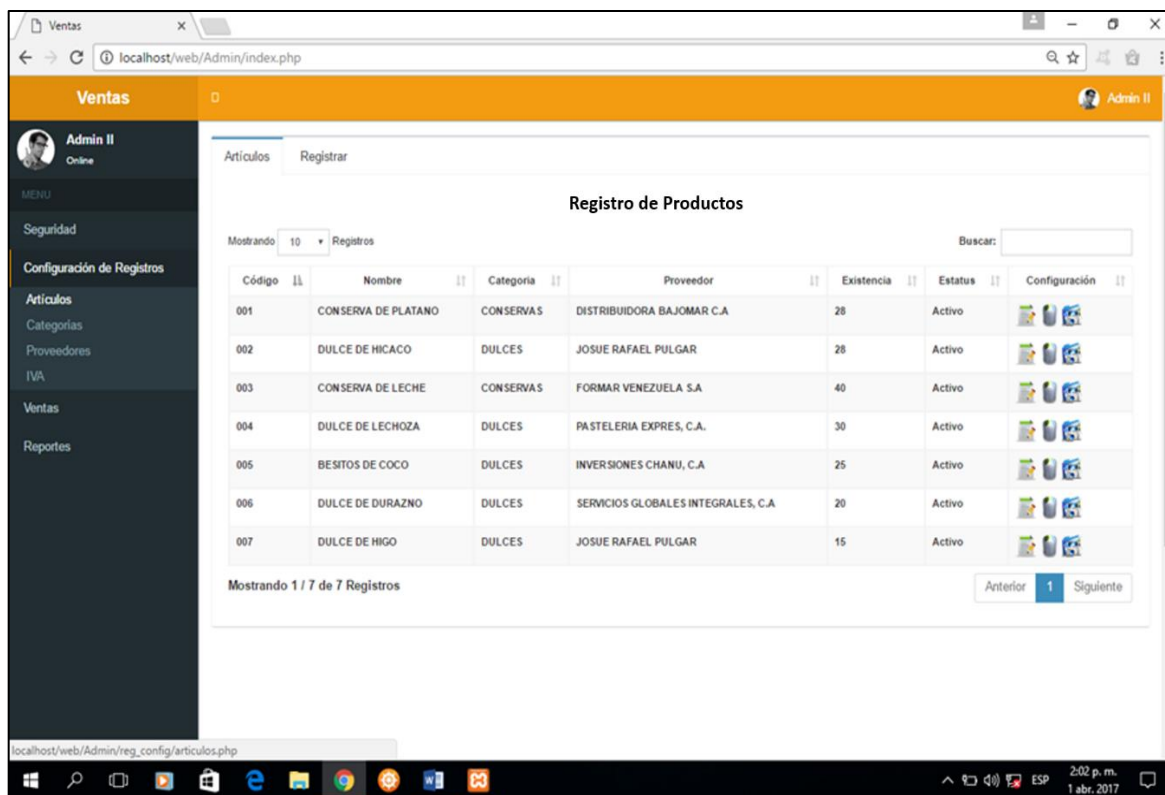 Ventas
localhost/web/Admin/index.php
Ventas
Admin II
Admin II
Online
MENU
Seguridad
Configuración de Registros
Artículos
Categorias
Proveedores
IVA
Ventas
Reportes
Artículos Registrar
Registro de Productos
Mostrando 10 Registros Buscar:
Código Nombre Categoria Proveedor Existencia Estatus Configuración
001 CONSERVA DE PLATANO CONSERVAS DISTRIBUIDORA BAJOMAR C.A 28 Activo
002 DULCE DE HICACO DULCES JOSUE RAFAEL PULGAR 28 Activo
003 CONSERVA DE LECHE CONSERVAS FORMAR VENEZUELA S.A 40 Activo
004 DULCE DE LECHOZA DULCES PASTELERIA EXPRES, C.A. 30 Activo
005 BESITOS DE COCO DULCES INVERSIONES CHANU, C.A 25 Activo
006 DULCE DE DURAZNO DULCES SERVICIOS GLOBALES INTEGRALES, C.A 20 Activo
007 DULCE DE HIGO DULCES JOSUE RAFAEL PULGAR 15 Activo
Mostrando 1 / 7 de 7 Registros Anterior 1 Siguiente
localhost/web/Admin/reg_config/articulos.php
ESP
2:02 p. m.
1 abr. 2017